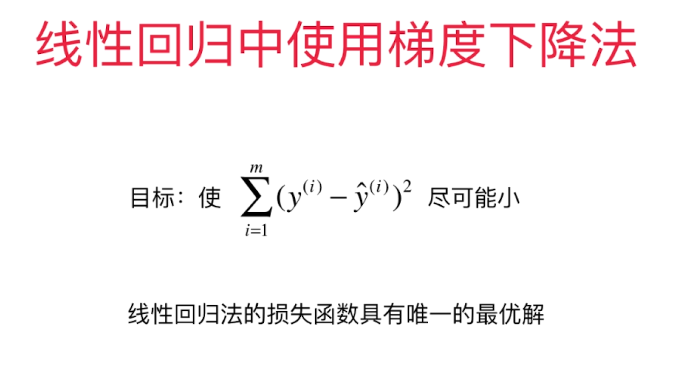 线性回归中使用梯度下降法
目标：使 $\sum_{i=1}^{m}(y^{(i)} - \hat{y}^{(i)})^2$ 尽可能小
线性回归法的损失函数具有唯一的最优解